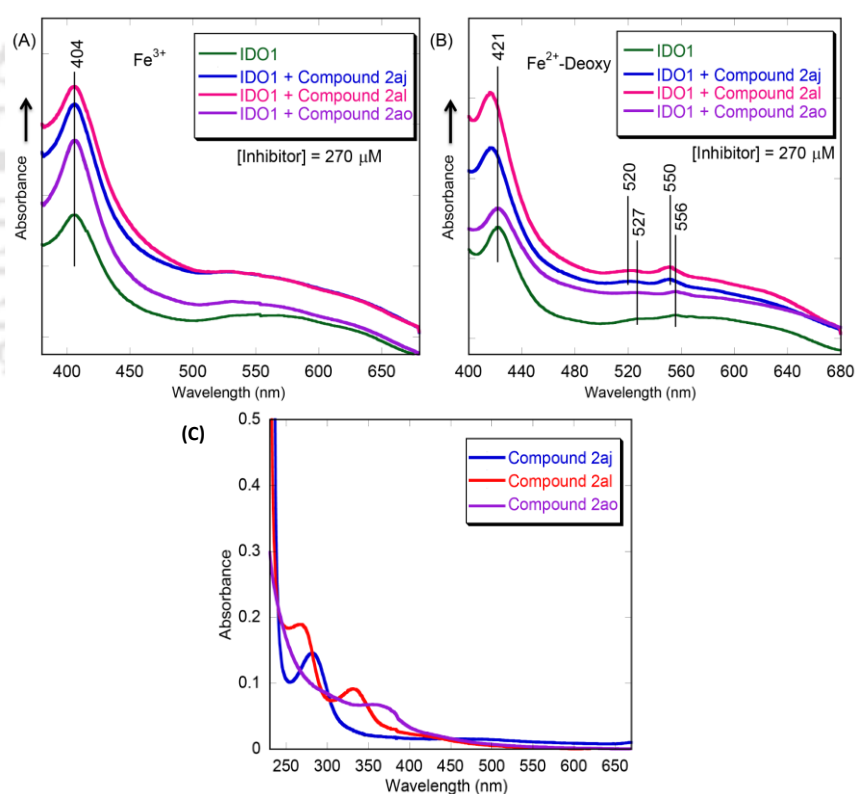 (A)
404
Fe³⁺
IDO1
IDO1 + Compound 2aj
IDO1 + Compound 2al
IDO1 + Compound 2ao
[Inhibitor] = 270 μM
Absorbance
400 450 500 550 600 650
Wavelength (nm)
(B)
421
Fe²⁺-Deoxy
IDO1
IDO1 + Compound 2aj
IDO1 + Compound 2al
IDO1 + Compound 2ao
[Inhibitor] = 270 μM
520
527
550
556
Absorbance
400 440 480 520 560 600 640 680
Wavelength (nm)
(C)
Compound 2aj
Compound 2al
Compound 2ao
0.5
0.4
0.3
0.2
0.1
0
Absorbance
250 300 350 400 450 500 550 600 650
Wavelength (nm)